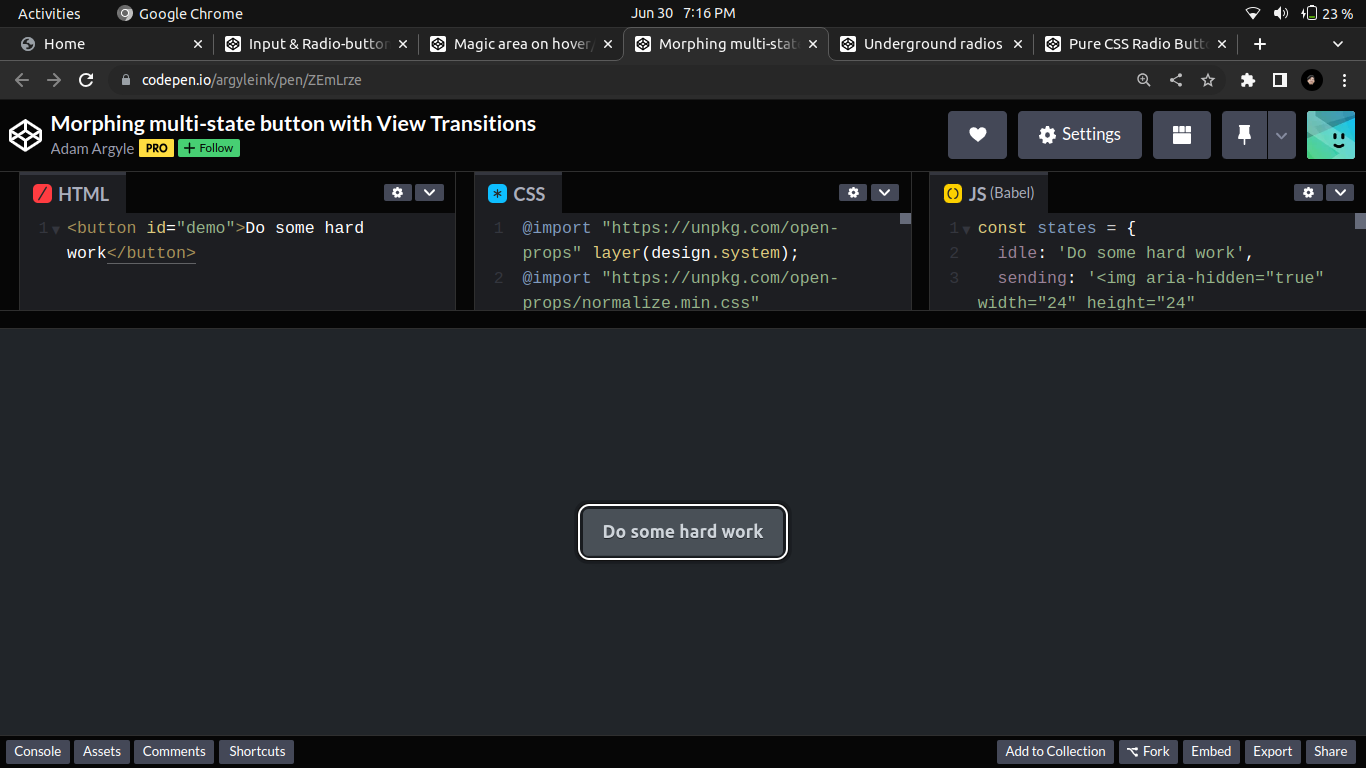 Activities Google Chrome Jun 30 7:16 PM 23 %
Home Input & Radio-button Magic area on hover/ Morphing multi-stat Underground radios Pure CSS Radio Butt
codepen.io/argyleink/pen/ZEmLrze
Morphing multi-state button with View Transitions
Adam Argyle PRO + Follow
Settings
HTML
1 <button id="demo">Do some hard
work</button>
CSS
1 @import "https://unpkg.com/open-
props" layer(design.system);
2 @import "https://unpkg.com/open-
props/normalize.min.css"
JS (Babel)
1 const states = {
2 idle: 'Do some hard work',
3 sending: '<img aria-hidden="true"
width="24" height="24"
Do some hard work
Console Assets Comments Shortcuts Add to Collection Fork Embed Export Share